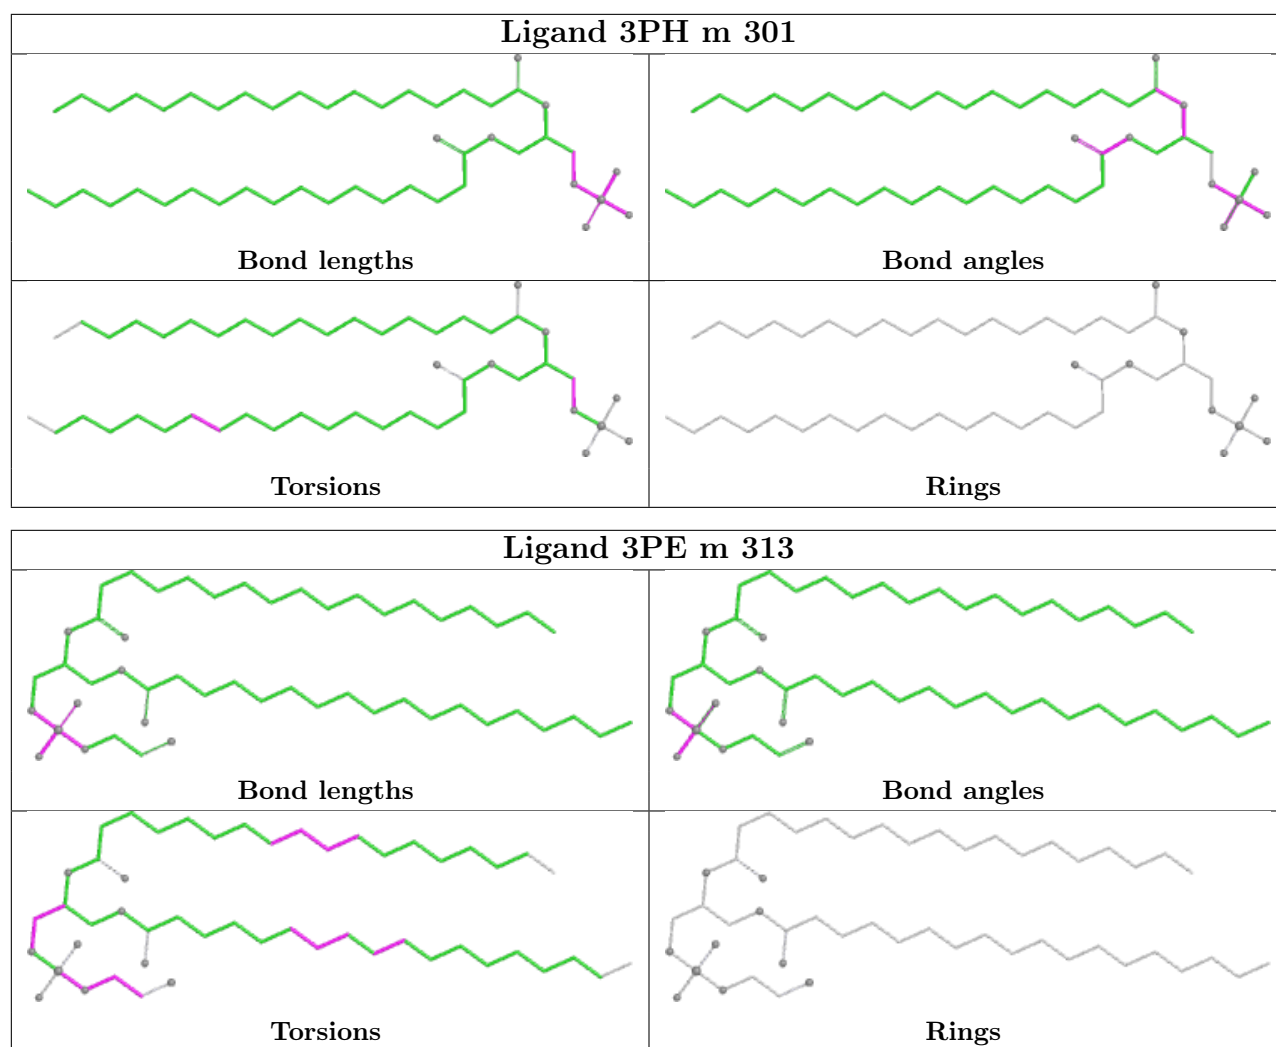 Ligand 3PH m 301
Bond lengths
Bond angles
Torsions
Rings
Ligand 3PE m 313
Bond lengths
Bond angles
Torsions
Rings